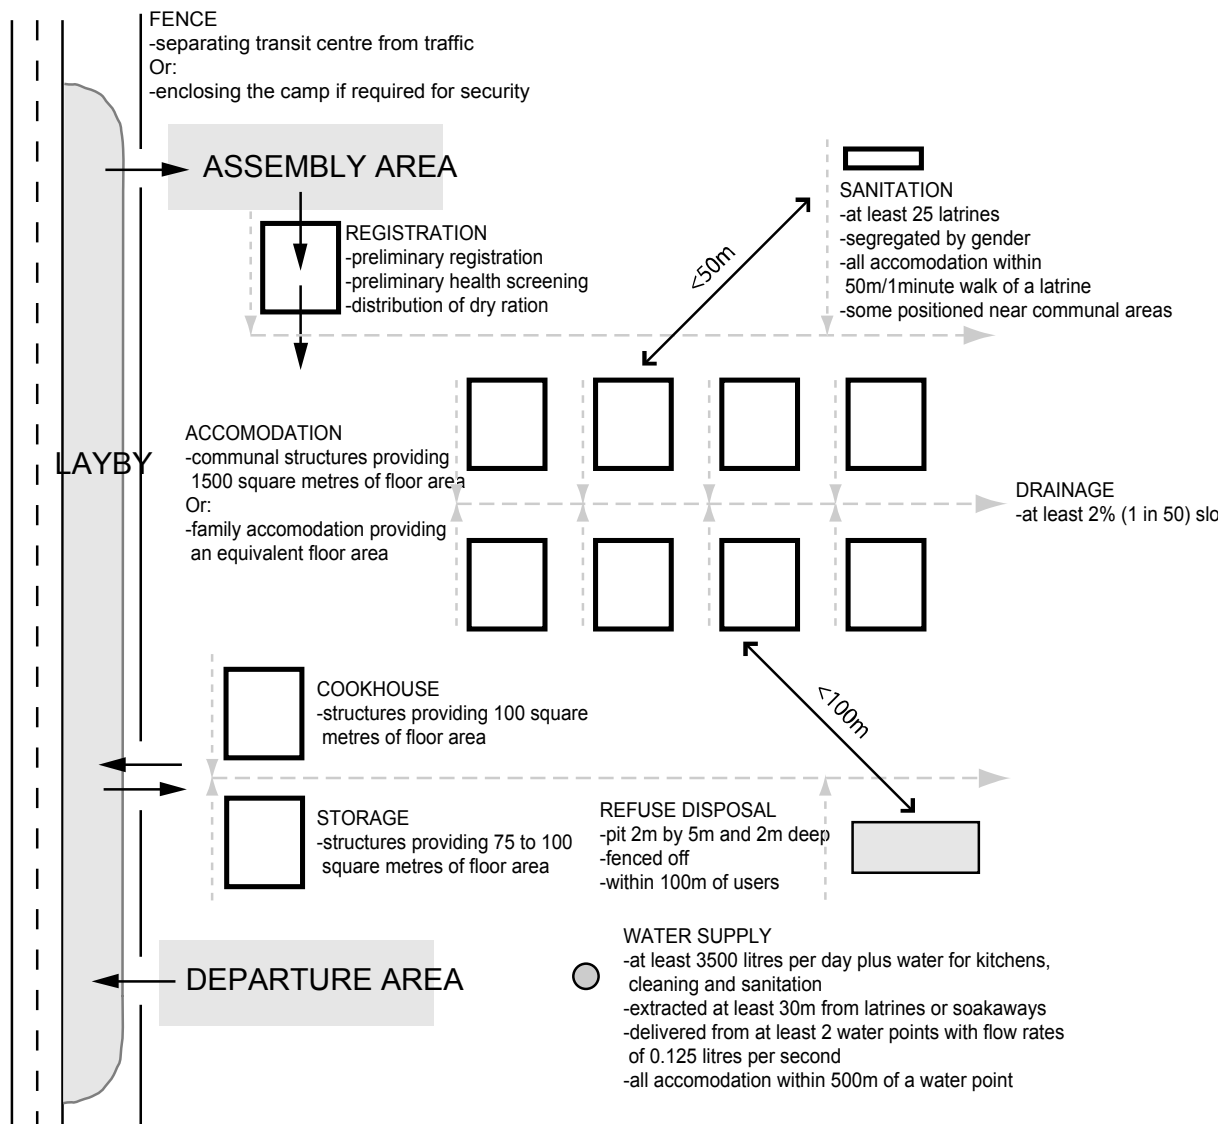 FENCE
-separating transit centre from traffic
Or:
-enclosing the camp if required for security
ASSEMBLY AREA
REGISTRATION
-preliminary registration
-preliminary health screening
-distribution of dry ration
<50m
SANITATION
-at least 25 latrines
-segregated by gender
-all accomodation within
50m/1minute walk of a latrine
-some positioned near communal areas
LAYBY
ACCOMODATION
-communal structures providing
1500 square metres of floor area
Or:
-family accomodation providing
an equivalent floor area
DRAINAGE
-at least 2% (1 in 50) slo
COOKHOUSE
-structures providing 100 square
metres of floor area
<100m
STORAGE
-structures providing 75 to 100
square metres of floor area
REFUSE DISPOSAL
-pit 2m by 5m and 2m deep
-fenced off
-within 100m of users
DEPARTURE AREA
WATER SUPPLY
-at least 3500 litres per day plus water for kitchens,
cleaning and sanitation
-extracted at least 30m from latrines or soakaways
-delivered from at least 2 water points with flow rates
of 0.125 litres per second
-all accomodation within 500m of a water point